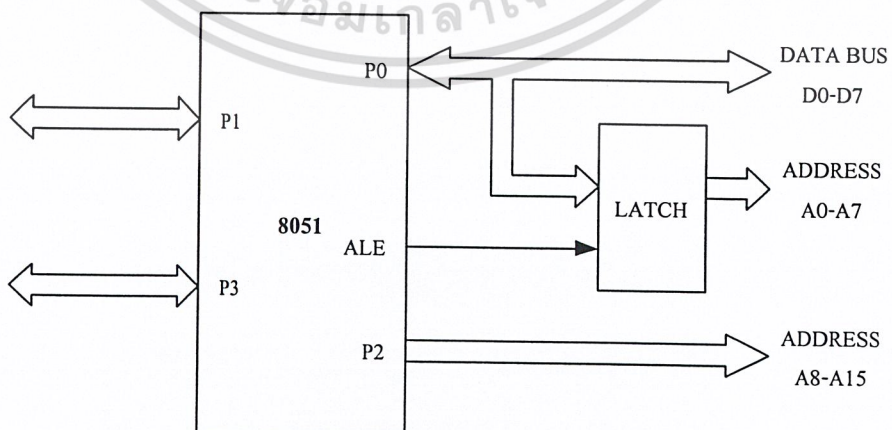 P0
DATA BUS
D0-D7
P1
LATCH
ADDRESS
A0-A7
8051
ALE
P3
P2
ADDRESS
A8-A15